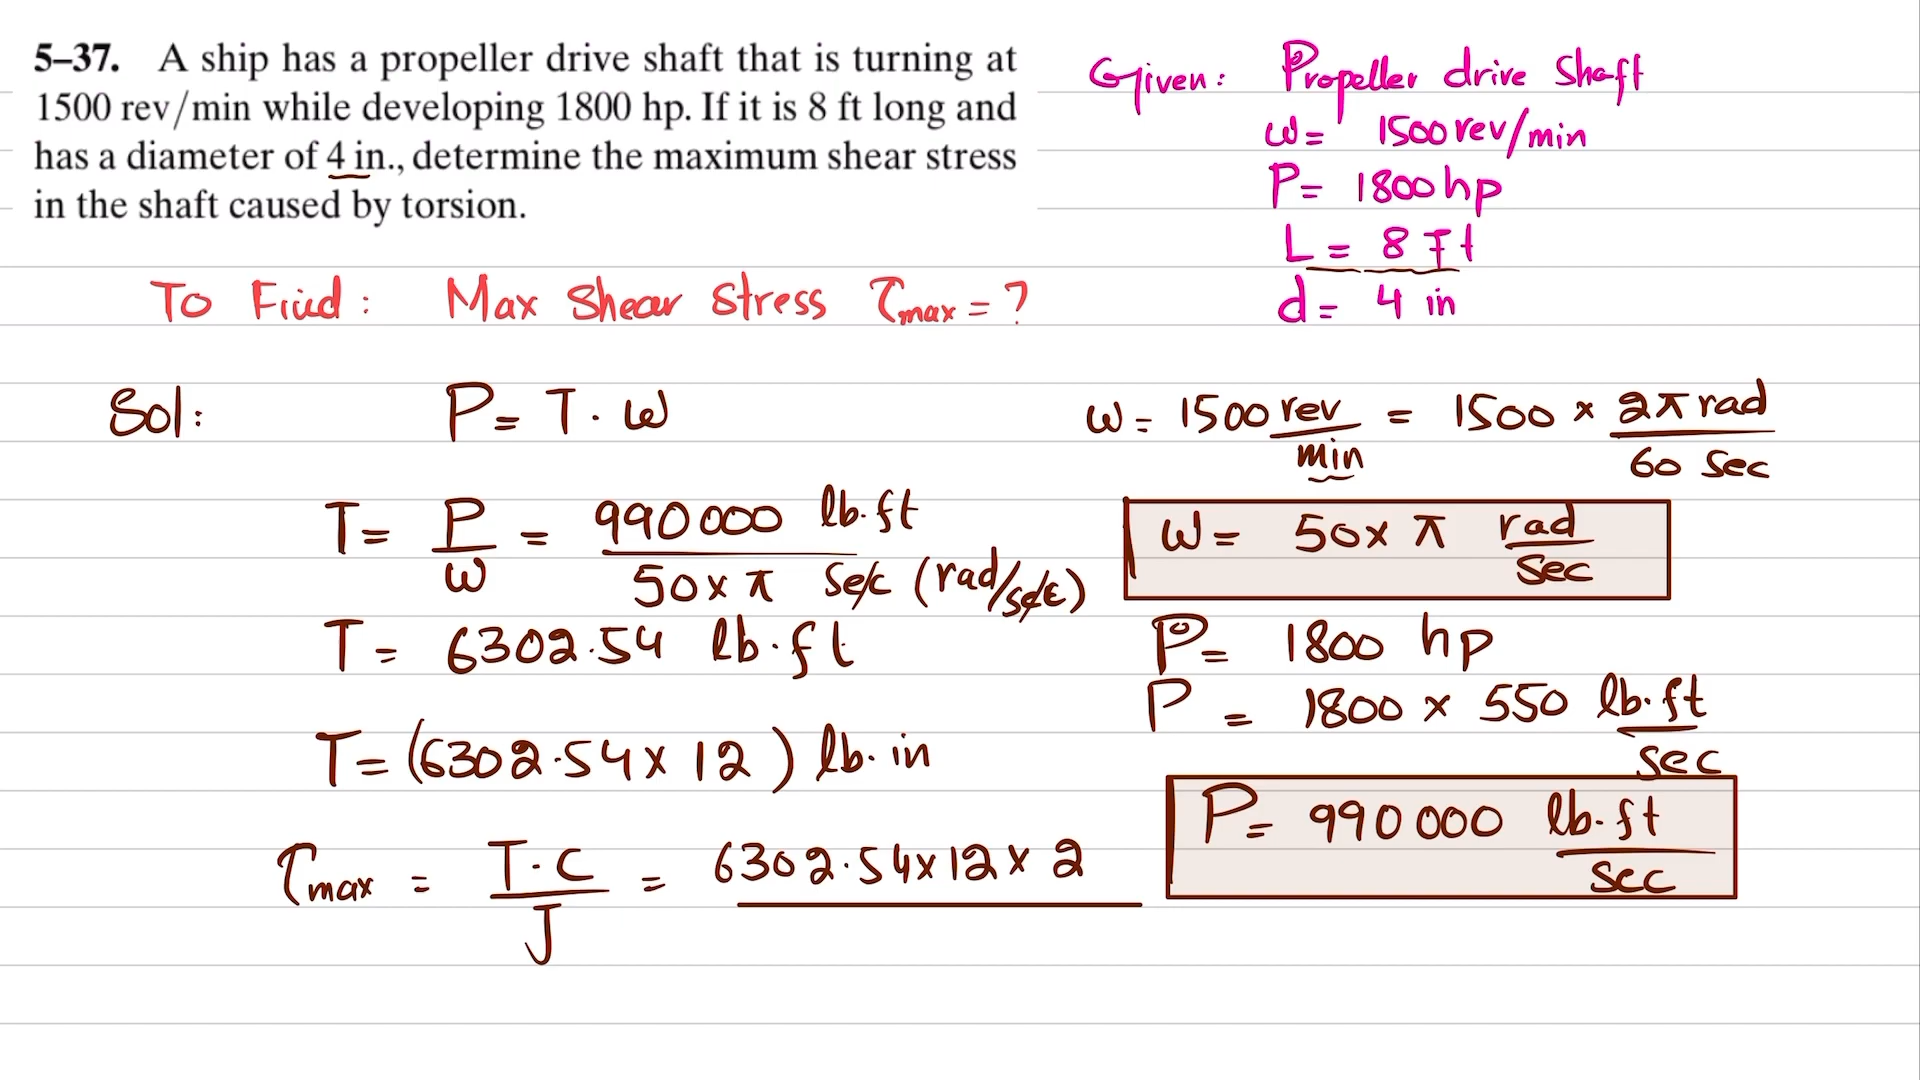 5–37. A ship has a propeller drive shaft that is turning at
1500 rev/min while developing 1800 hp. If it is 8 ft long and
has a diameter of 4 in., determine the maximum shear stress
in the shaft caused by torsion.
Given: Propeller drive shaft
ω = 1500 rev/min
P = 1800 hp
L = 8 Ft
d = 4 in
To Find: Max Shear Stress τmax = ?
Sol: P = T · ω
T = P/ω = 990000 lb·ft / 50 × π sec (rad/sec)
T = 6302.54 lb·ft
T = (6302.54 × 12) lb·in
τmax = T·C/J = 6302.54 × 12 × 2
ω = 1500 rev/min = 1500 × 2π rad/60 sec
ω = 50 × π rad/sec
P = 1800 hp
P = 1800 × 550 lb·ft/sec
P = 990000 lb·ft/sec